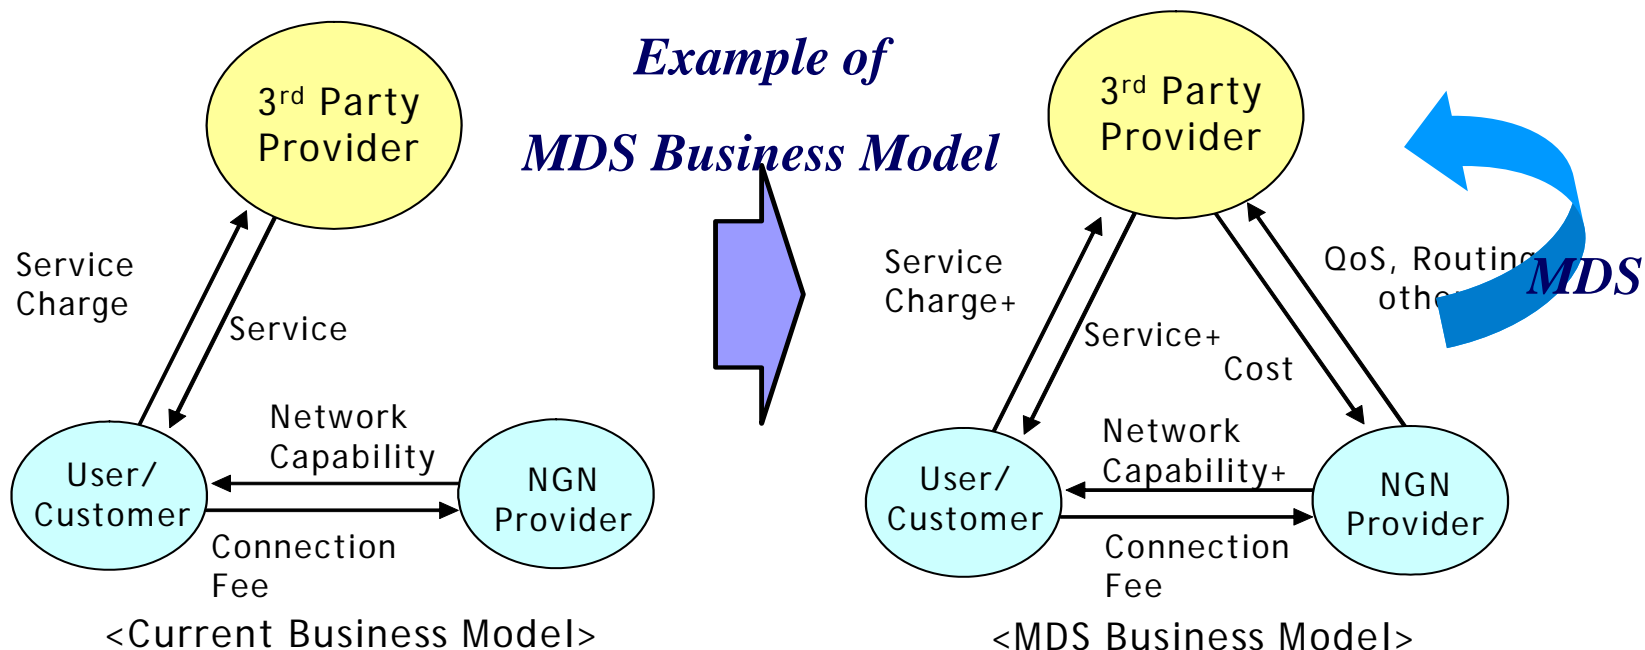 Example of
MDS Business Model
3rd Party
Provider
Service
Charge
Service
Network
Capability
User/
Customer
NGN
Provider
Connection
Fee
<Current Business Model>
3rd Party
Provider
Service
Charge+
Service+
Cost
QoS, Routing
MDS
Network
Capability+
User/
Customer
NGN
Provider
Connection
Fee
<MDS Business Model>